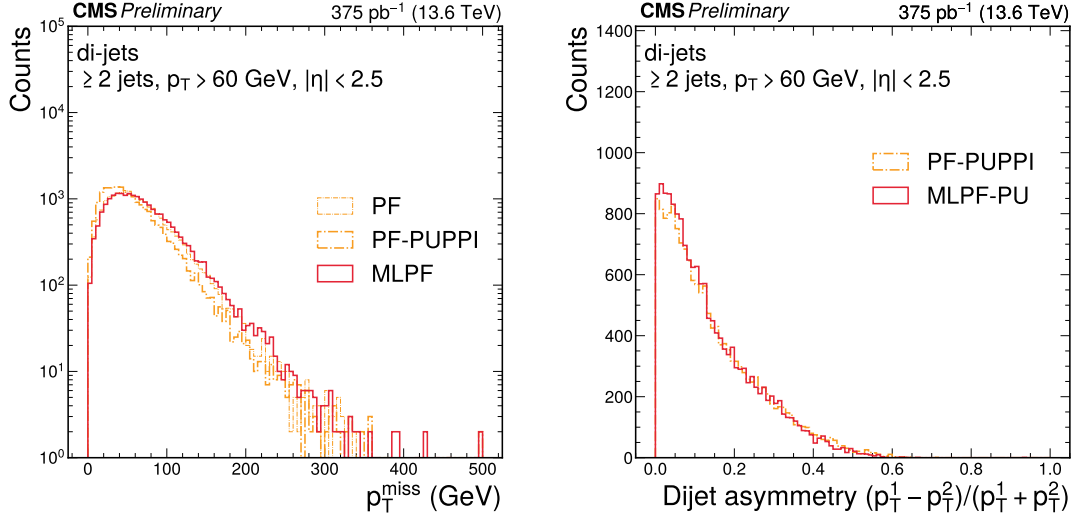 CMS Preliminary 375 pb⁻¹ (13.6 TeV)
di-jets
≥ 2 jets, p_T > 60 GeV, |η| < 2.5
Counts
10⁵
10⁴
10³
10²
10¹
10⁰
PF
PF-PUPPI
MLPF
0 100 200 300 400 500
p_T^miss (GeV)
CMS Preliminary 375 pb⁻¹ (13.6 TeV)
di-jets
≥ 2 jets, p_T > 60 GeV, |η| < 2.5
Counts
1400
1200
1000
800
600
400
200
0
PF-PUPPI
MLPF-PU
0.0 0.2 0.4 0.6 0.8 1.0
Dijet asymmetry (p_T^1 − p_T^2)/(p_T^1 + p_T^2)